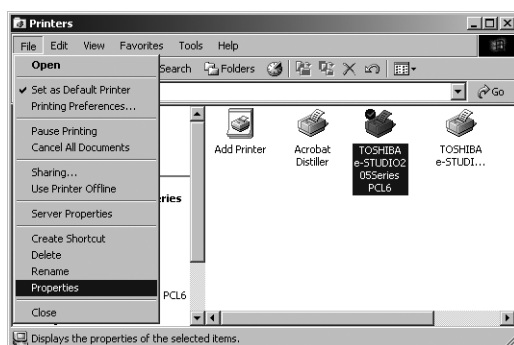 Printers
File Edit View Favorites Tools Help
Search Folders
Go
Open
Set as Default Printer
Printing Preferences...
Pause Printing
Cancel All Documents
Sharing...
Use Printer Offline
Server Properties
Create Shortcut
Delete
Rename
Properties
Close
eries
PCL6
Add Printer
Acrobat
Distiller
TOSHIBA
e-STUDIO2
05Series
PCL6
TOSHIBA
e-STUDI...
Displays the properties of the selected items.